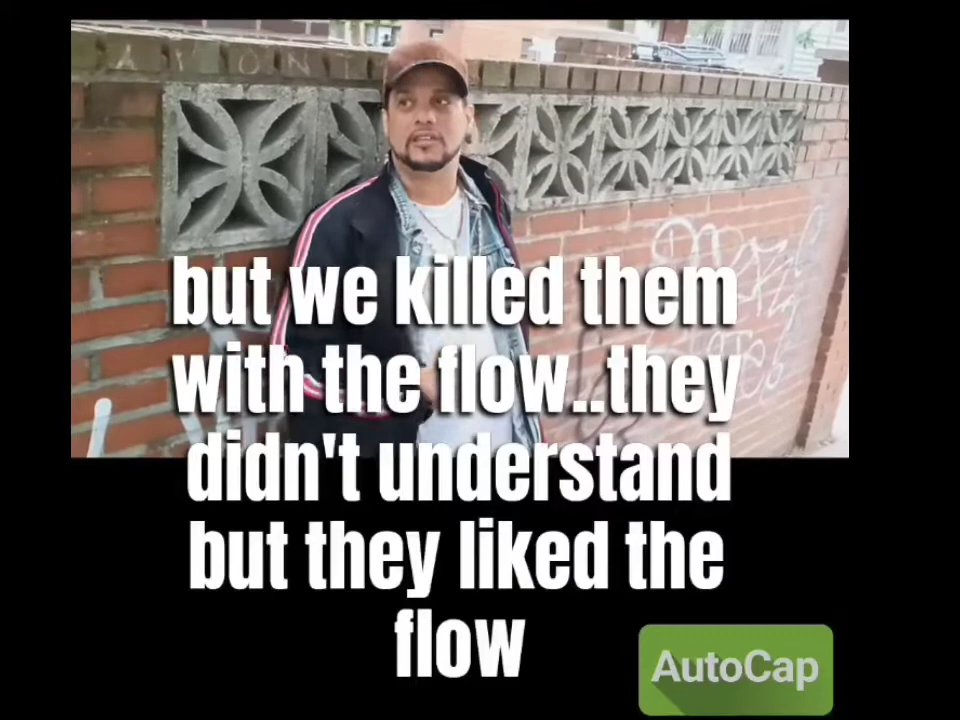 but we killed them
with the flow..they
didn't understand
but they liked the
flow
AutoCap